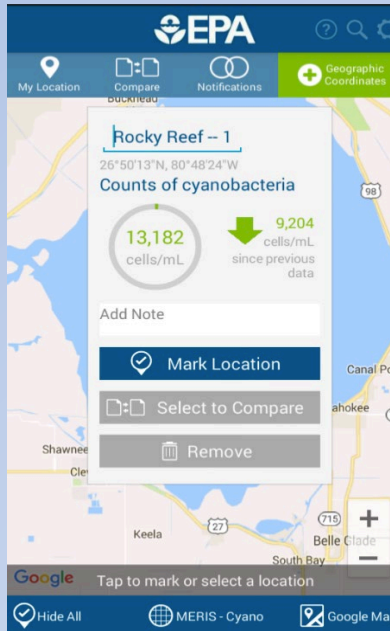 EPA
My Location
Compare
Notifications
Geographic
Coordinates
Buckhead
Rocky Reef -- 1
26°50'13"N, 80°48'24"W
Counts of cyanobacteria
98
13,182
cells/mL
9,204
cells/mL
since previous
data
Add Note
Mark Location
Canal Po
Select to Compare
ahokee
Shawnee
Remove
Cle
Keela
27
715
+
Belle Glade
−
South Bay
Google
Tap to mark or select a location
Hide All
MERIS - Cyano
Google Ma